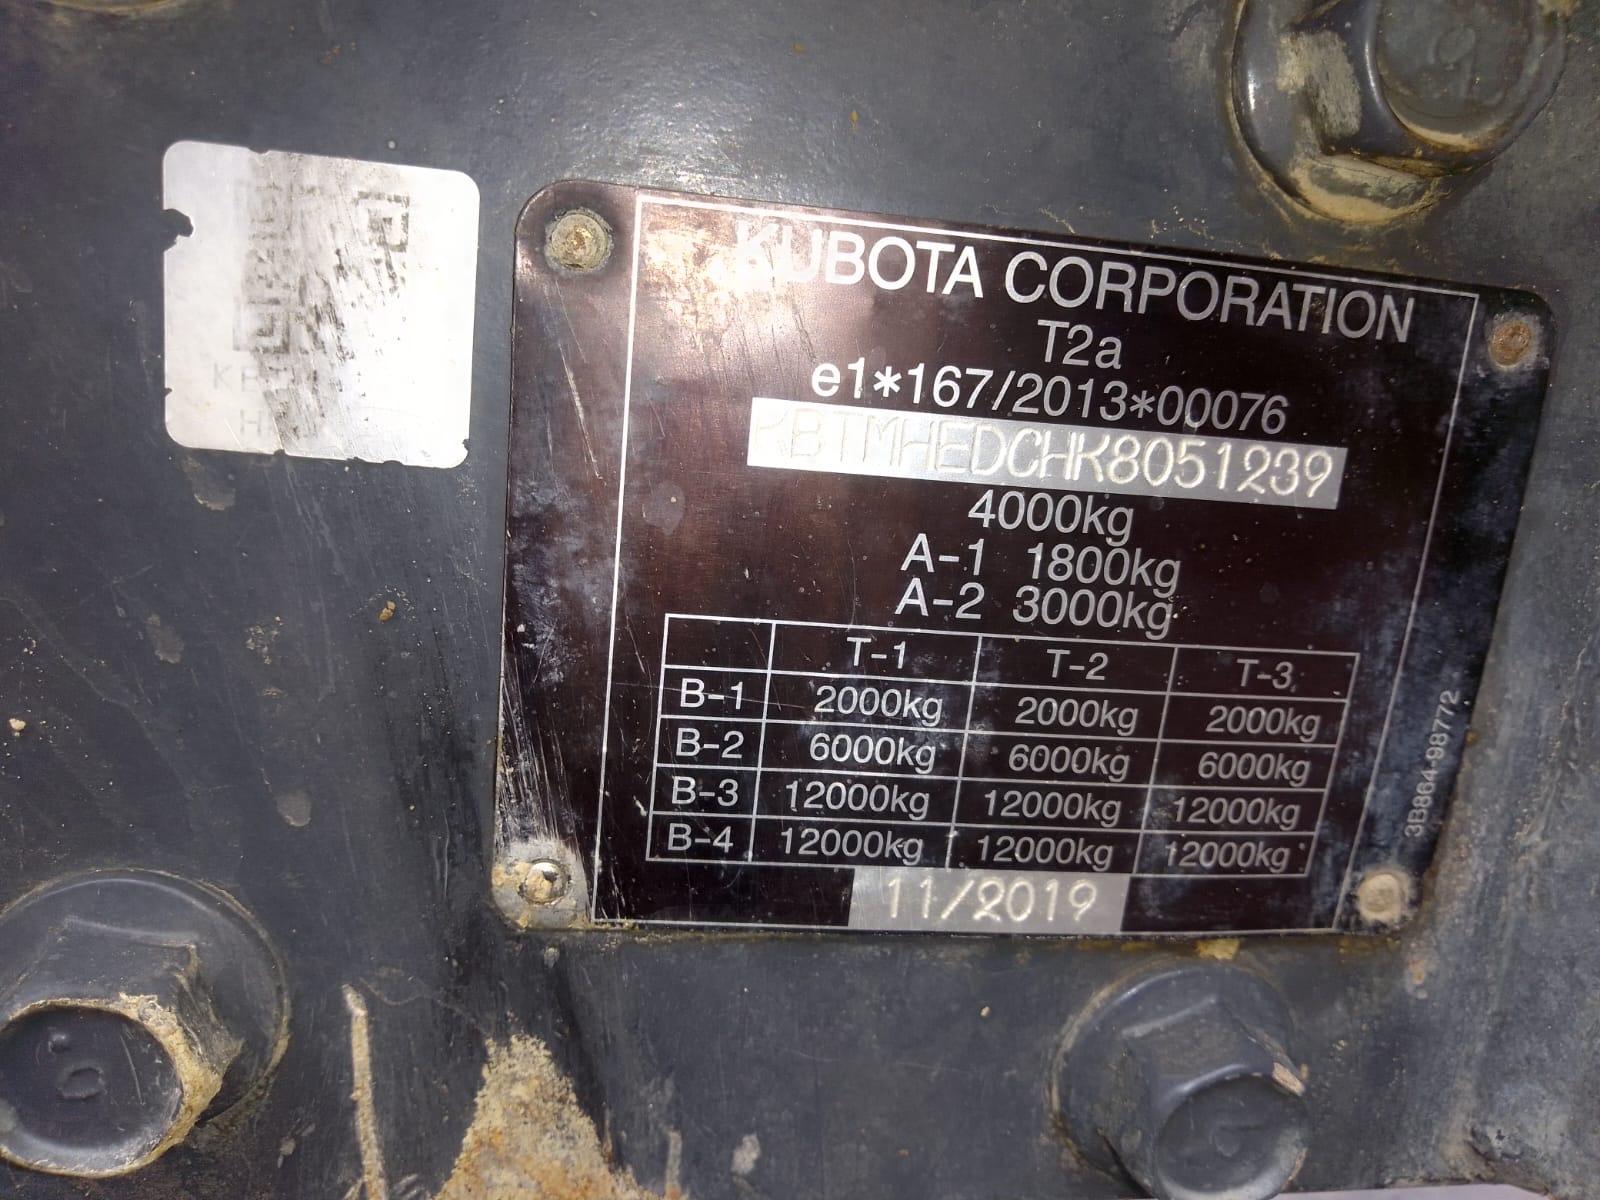 KUBOTA CORPORATION
T2a
e1*167/2013*00076
KBTMHEDCHK8051239
4000kg
A-1 1800kg
A-2 3000kg
T-1 T-2 T-3
B-1 2000kg 2000kg 2000kg
B-2 6000kg 6000kg 6000kg
B-3 12000kg 12000kg 12000kg
B-4 12000kg 12000kg 12000kg
11/2019
3B864-98772